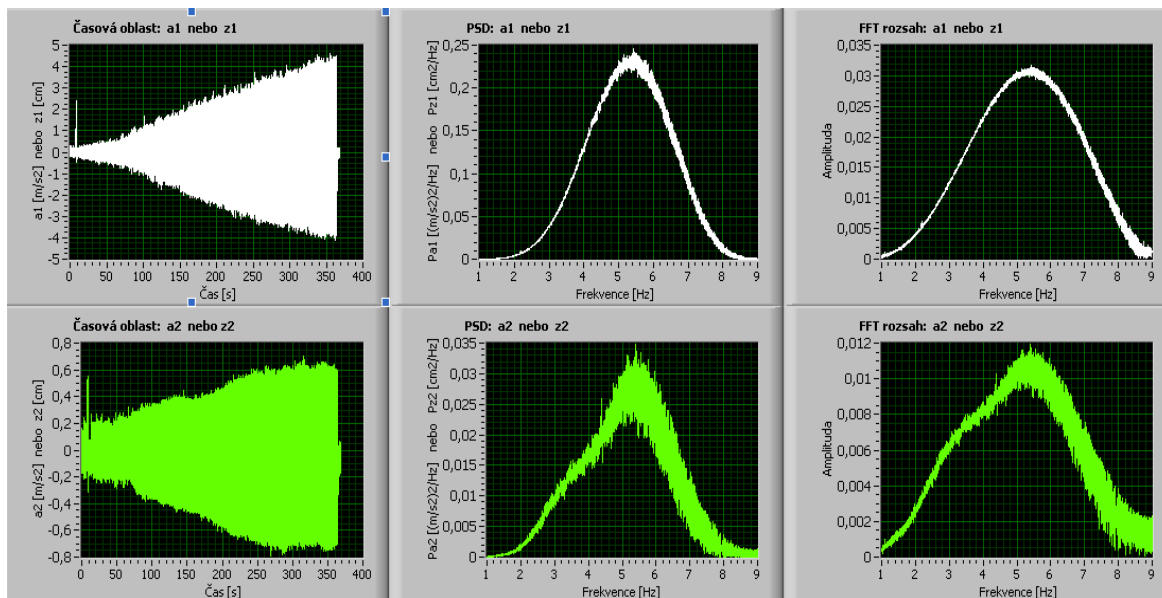 Časová oblast: a1 nebo z1
a1 [m/s2] nebo z1 [cm]
5
4
3
2
1
0
-1
-2
-3
-4
-5
0 50 100 150 200 250 300 350 400
Čas [s]
PSD: a1 nebo z1
Pa1 [(m/s2)2/Hz] nebo Pz1 [cm2/Hz]
0,25
0,2
0,15
0,1
0,05
0
1 2 3 4 5 6 7 8 9
Frekvence [Hz]
FFT rozsah: a1 nebo z1
Amplituda
0,035
0,03
0,025
0,02
0,015
0,01
0,005
0
1 2 3 4 5 6 7 8 9
Frekvence [Hz]
Časová oblast: a2 nebo z2
a2 [m/s2] nebo z2 [cm]
0,8
0,6
0,4
0,2
0
-0,2
-0,4
-0,6
-0,8
0 50 100 150 200 250 300 350 400
Čas [s]
PSD: a2 nebo z2
Pa2 [(m/s2)2/Hz] nebo Pz2 [cm2/Hz]
0,035
0,03
0,025
0,02
0,015
0,01
0,005
0
1 2 3 4 5 6 7 8 9
Frekvence [Hz]
FFT rozsah: a2 nebo z2
Amplituda
0,012
0,01
0,008
0,006
0,004
0,002
0
1 2 3 4 5 6 7 8 9
Frekvence [Hz]